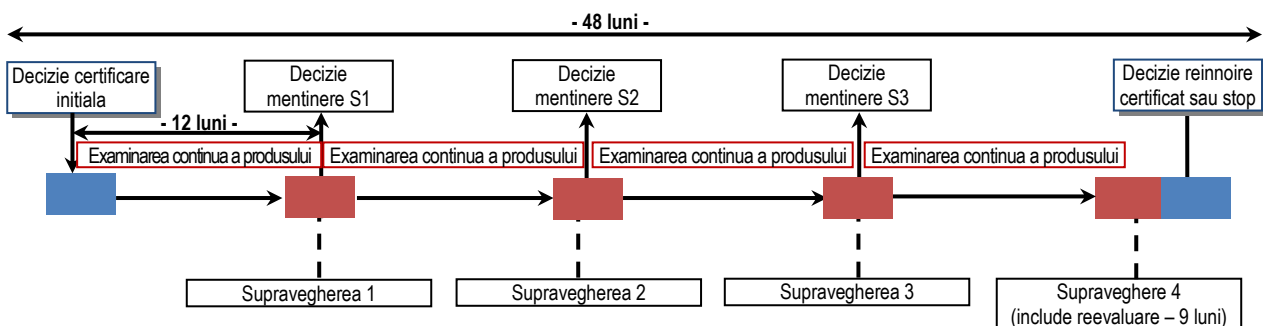 - 48 luni -
Decizie certificare
initiala
Decizie
mentinere S1
Decizie
mentinere S2
Decizie
mentinere S3
Decizie reinnoire
certificat sau stop
- 12 luni -
Examinarea continua a produsului
Examinarea continua a produsului
Examinarea continua a produsului
Examinarea continua a produsului
Supravegherea 1
Supravegherea 2
Supravegherea 3
Supraveghere 4
(include reevaluare – 9 luni)